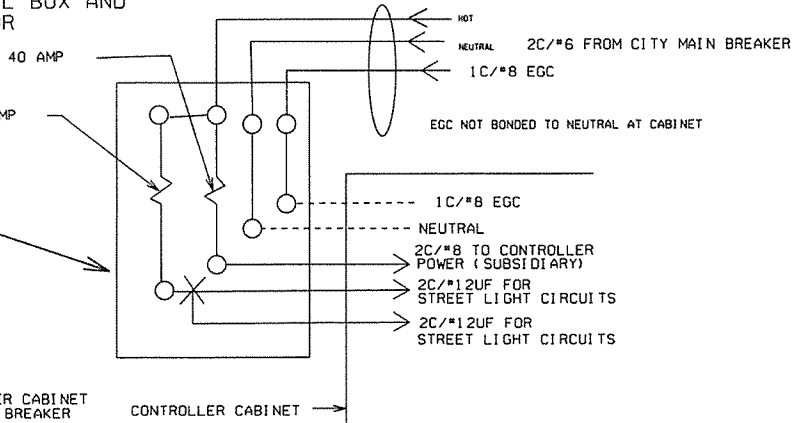 L BOX AND
OR
HOT
NEUTRAL 2C/#6 FROM CITY MAIN BREAKER
40 AMP
1C/#8 EGC
MP
EGC NOT BONDED TO NEUTRAL AT CABINET
1C/#8 EGC
NEUTRAL
2C/#8 TO CONTROLLER
POWER (SUBSIDIARY)
2C/#12UF FOR
STREET LIGHT CIRCUITS
2C/#12UF FOR
STREET LIGHT CIRCUITS
ER CABINET
BREAKER
CONTROLLER CABINET